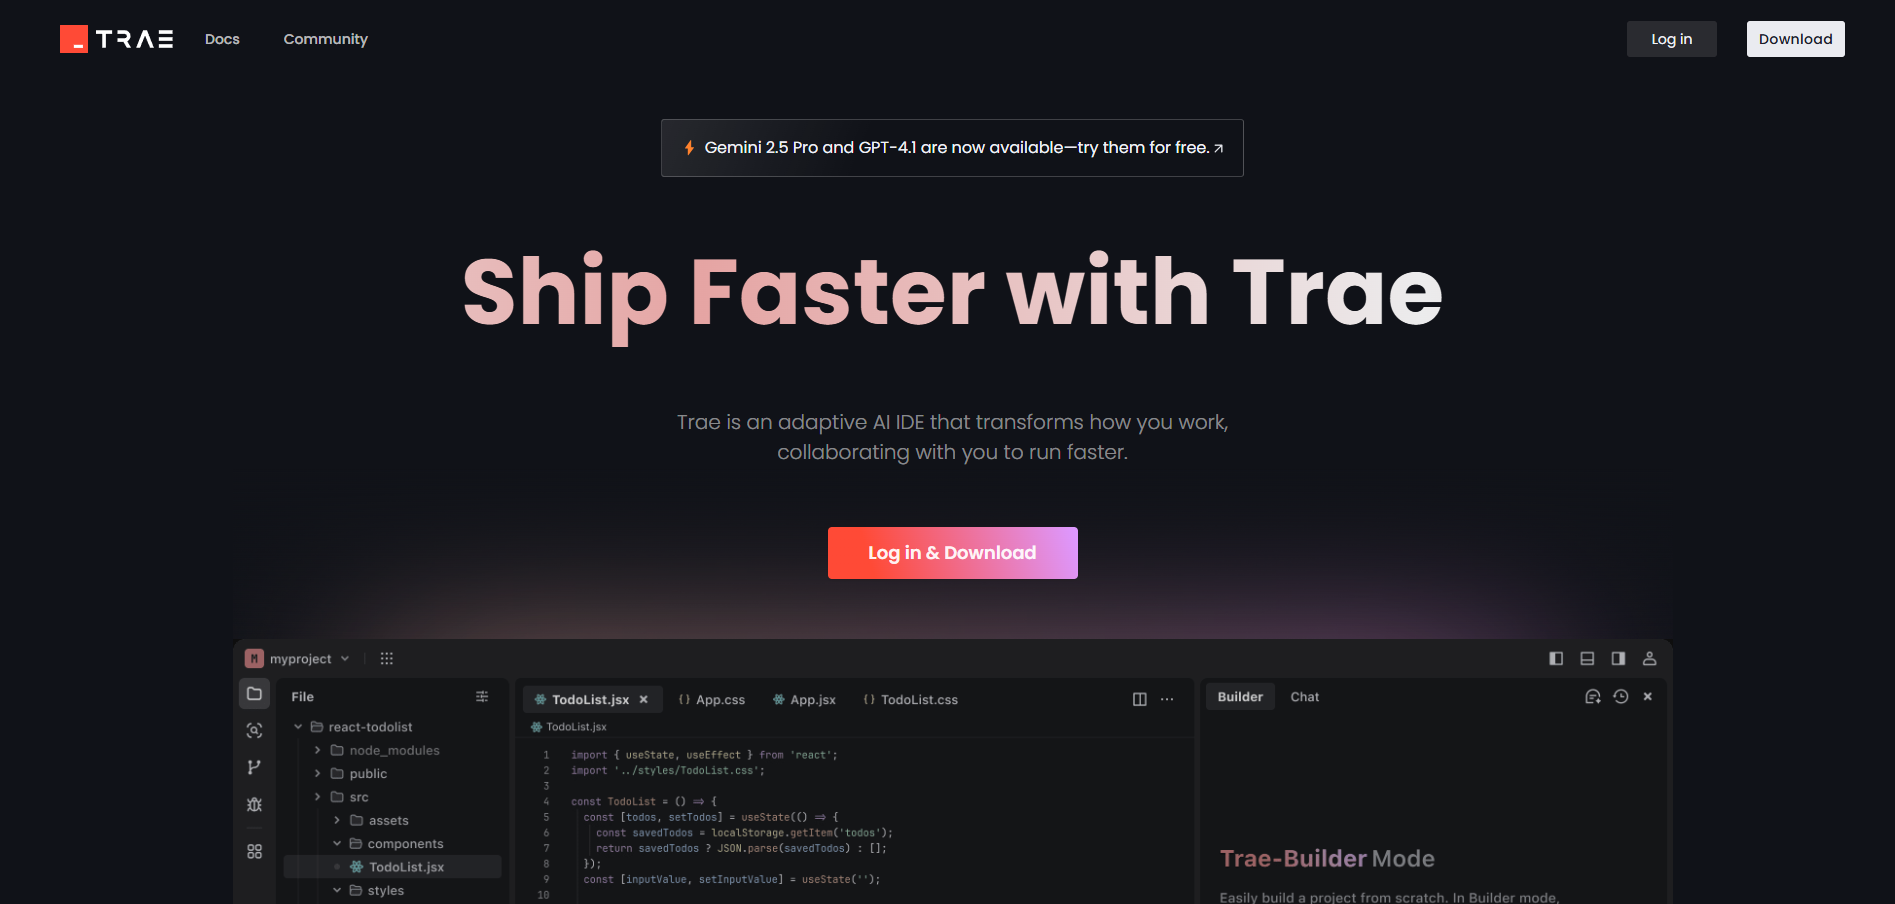 TRAE Docs Community Log in Download
Gemini 2.5 Pro and GPT-4.1 are now available—try them for free.
Ship Faster with Trae
Trae is an adaptive AI IDE that transforms how you work,
collaborating with you to run faster.
Log in & Download
M myproject
File
react-todolist
node_modules
public
src
assets
components
TodoList.jsx
styles
TodoList.jsx {} App.css App.jsx {} TodoList.css
TodoList.jsx
1 import { useState, useEffect } from 'react';
2 import '../styles/TodoList.css';
3
4 const TodoList = () => {
5 const [todos, setTodos] = useState(() => {
6 const savedTodos = localStorage.getItem('todos');
7 return savedTodos ? JSON.parse(savedTodos) : [];
8 });
9 const [inputValue, setInputValue] = useState('');
10
Builder Chat
Trae-Builder Mode
Easily build a project from scratch. In Builder mode,